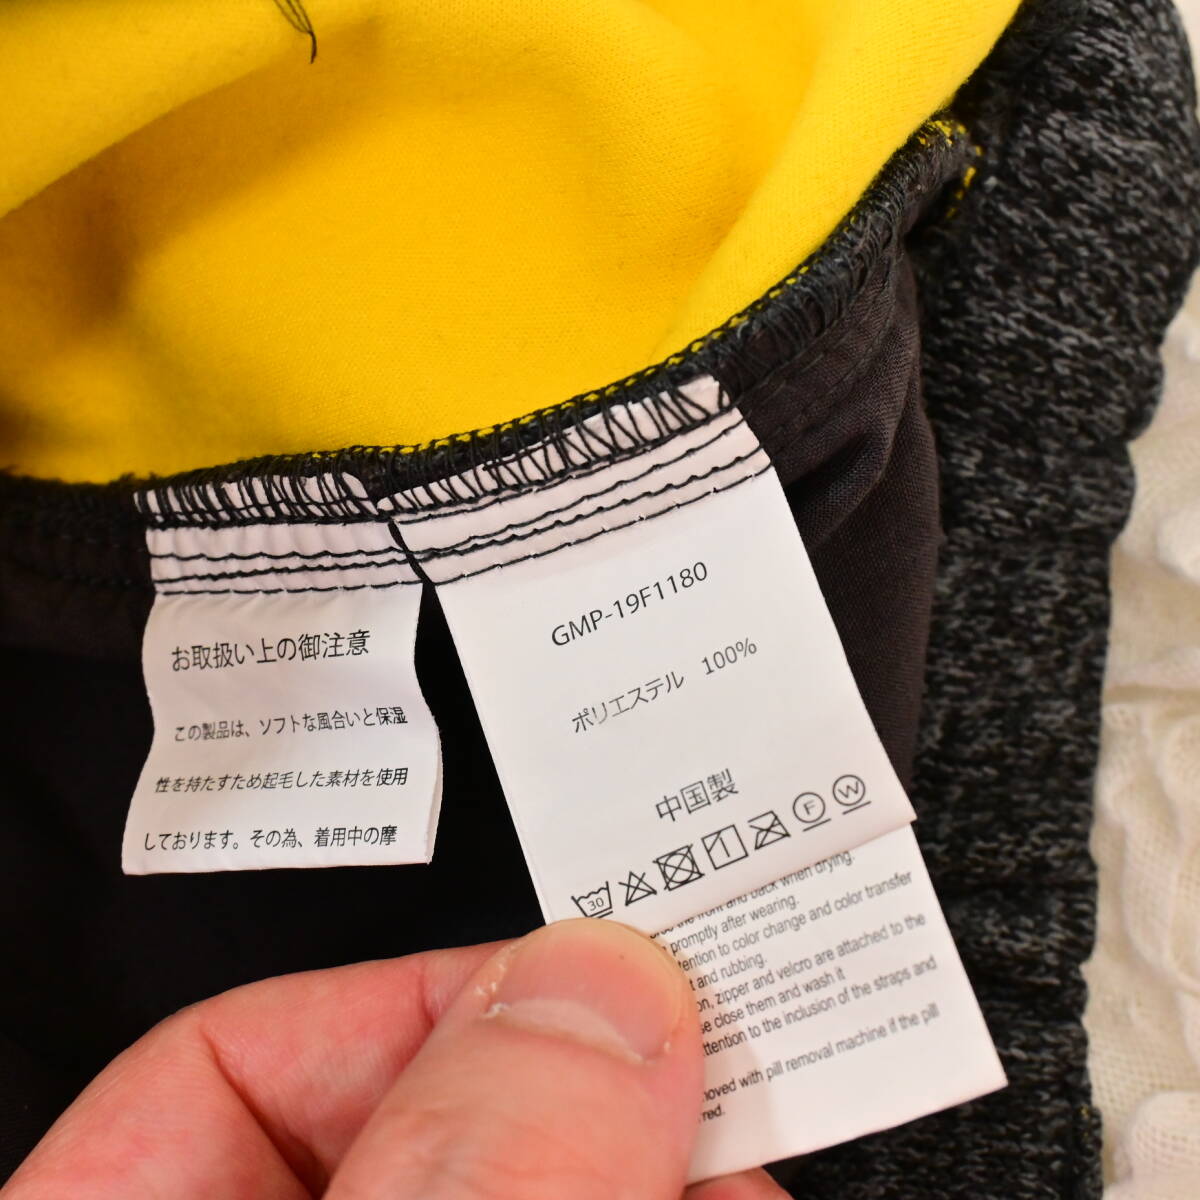 お取扱い上の御注意
この製品は、ソフトな風合いと保湿
性を持たすため起毛した素材を使用
しております。その為、着用中の摩
GMP-19F1180
ポリエステル 100%
中国製
30
F
W
the front and back when drying.
promptly after wearing.
to color change and color transfer
and rubbing.
zipper and velcro are attached to the
close them and wash it
to the inclusion of the straps and
with pill removal machine if the pill